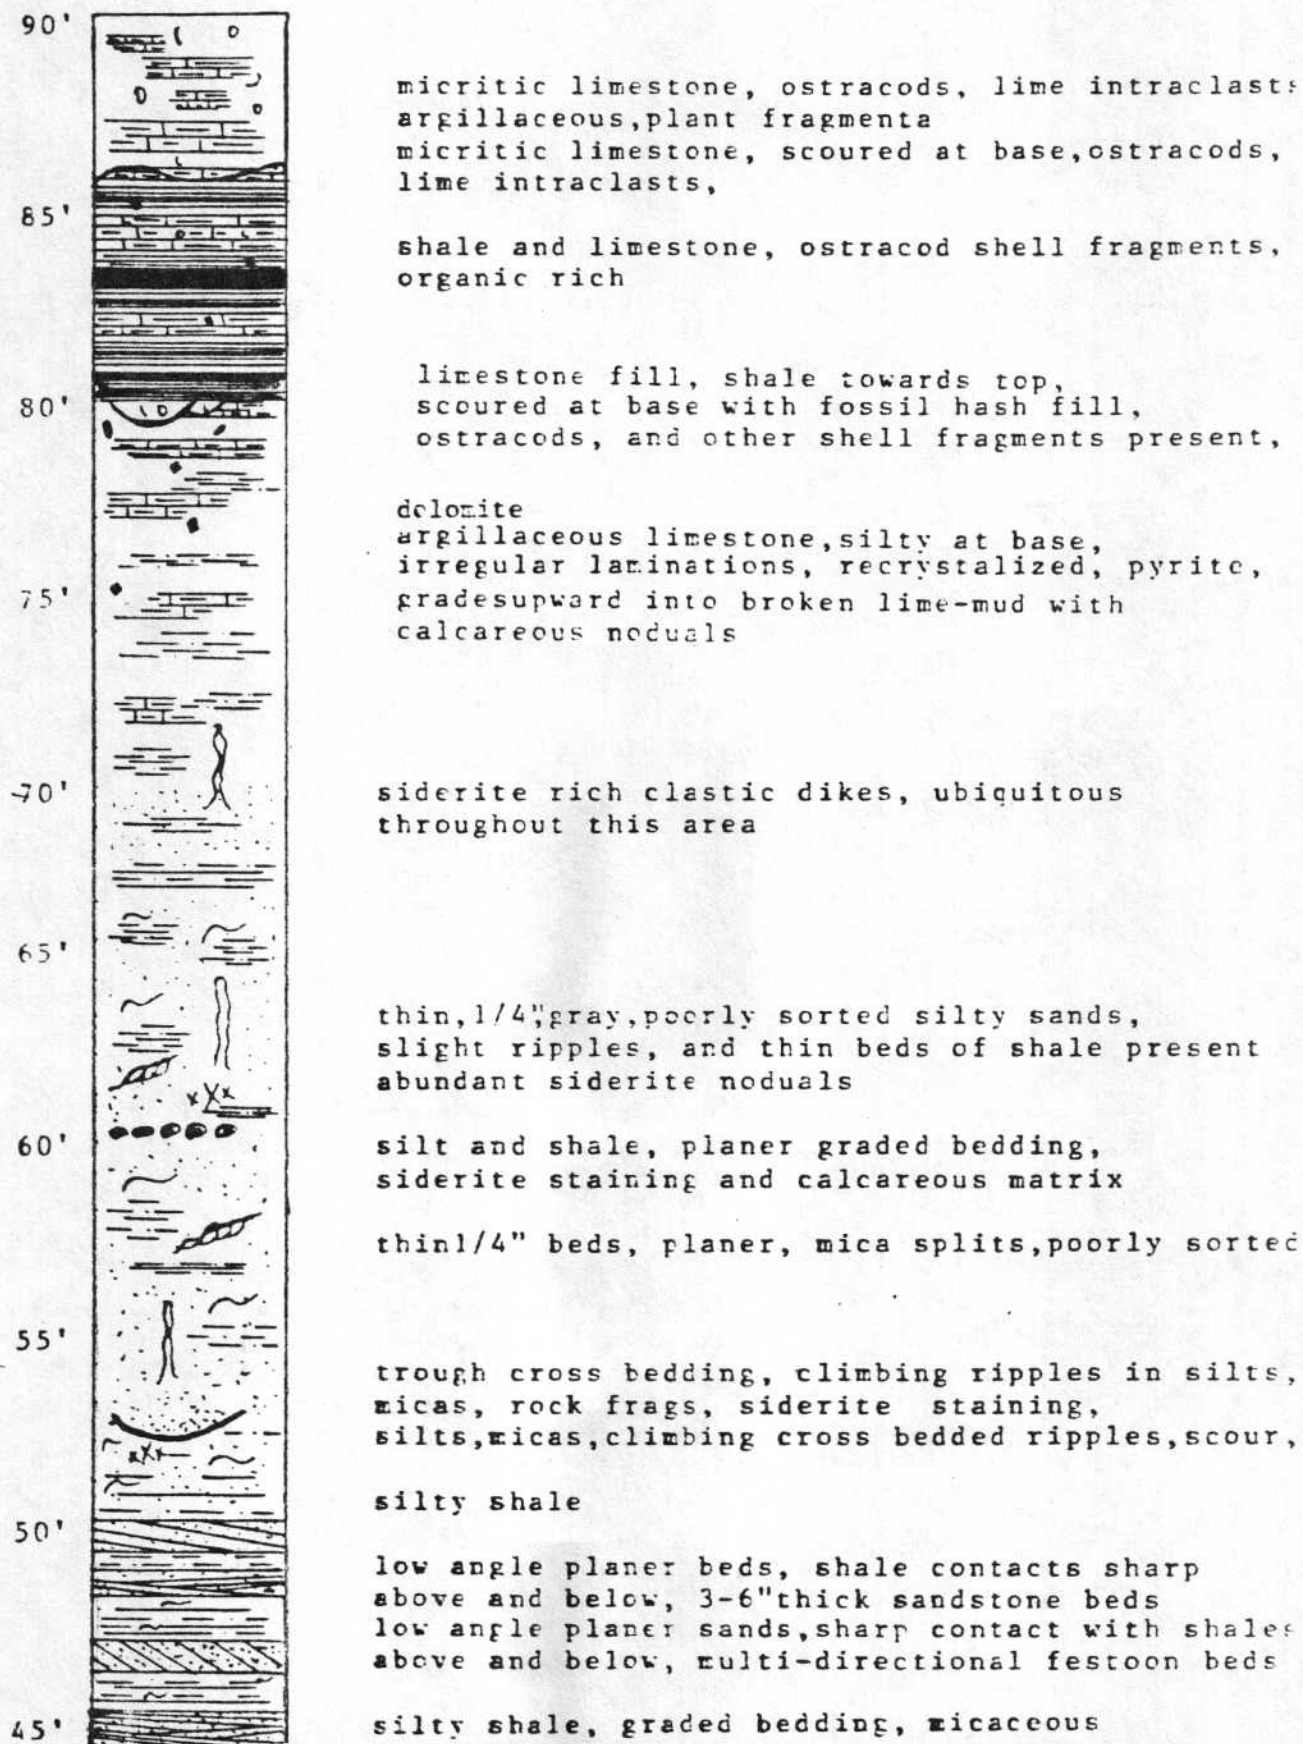 90'
micritic limestone, ostracods, lime intraclasts
argillaceous,plant fragmenta
micritic limestone, scoured at base,ostracods,
lime intraclasts,
85'
shale and limestone, ostracod shell fragments,
organic rich
limestone fill, shale towards top,
80'
scoured at base with fossil hash fill,
ostracods, and other shell fragments present,
dolomite
argillaceous limestone,silty at base,
irregular laminations, recrystalized, pyrite,
75'
gradesupward into broken lime-mud with
calcareous noduals
70'
siderite rich clastic dikes, ubiquitous
throughout this area
65'
thin,1/4",gray,poorly sorted silty sands,
slight ripples, and thin beds of shale present
abundant siderite noduals
60'
silt and shale, planer graded bedding,
siderite staining and calcareous matrix
thin1/4" beds, planer, mica splits,poorly sorted
55'
trough cross bedding, climbing ripples in silts,
micas, rock frags, siderite staining,
silts,micas,climbing cross bedded ripples,scour,
silty shale
50'
low angle planer beds, shale contacts sharp
above and below, 3-6"thick sandstone beds
low angle planer sands,sharp contact with shales
above and below, multi-directional festoon beds
45'
silty shale, graded bedding, micaceous